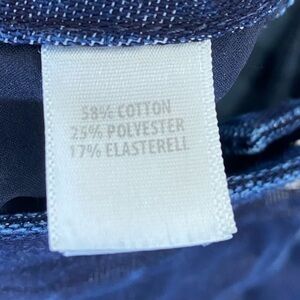 58% COTTON
25% POLYESTER
17% ELASTERELL